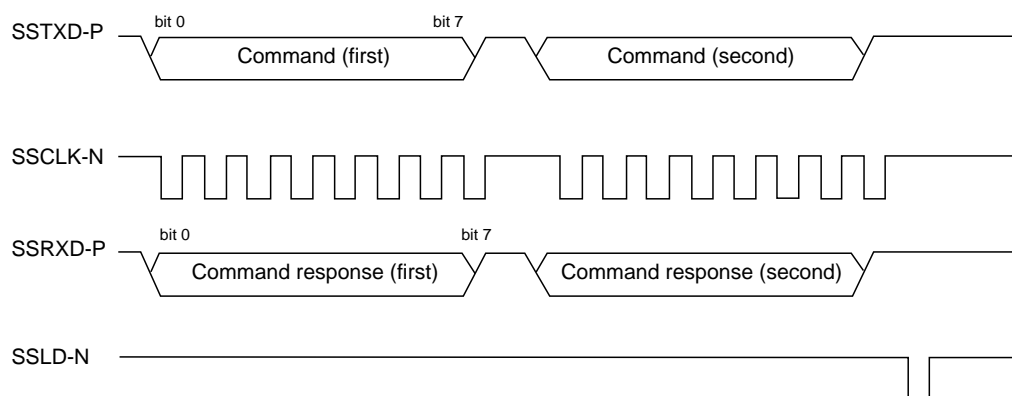 bit 0 bit 7
SSTXD-P Command (first) Command (second)
SSCLK-N
bit 0 bit 7
SSRXD-P Command response (first) Command response (second)
SSLD-N